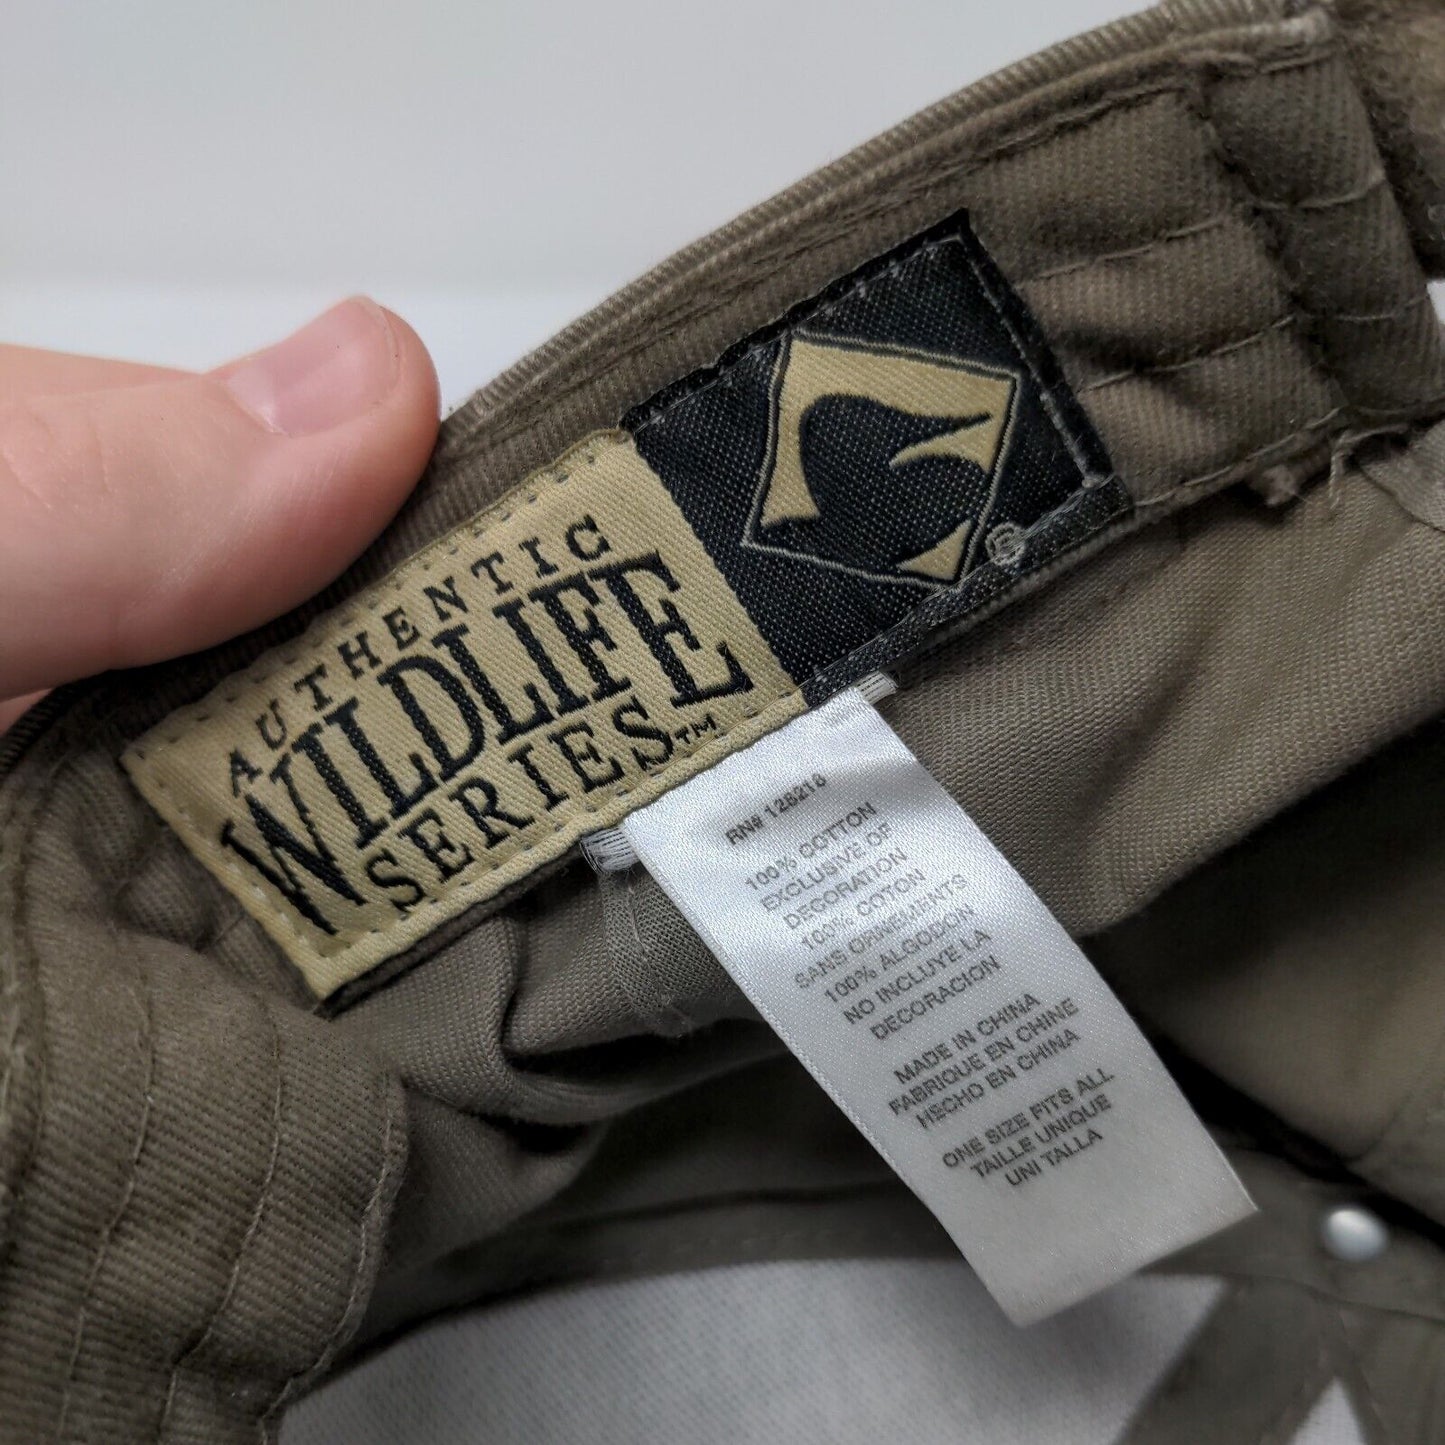 AUTHENTIC
WILDLIFE
SERIES™
®
RN# 128218
100% COTTON
EXCLUSIVE OF
DECORATION
100% COTON
SANS ORNEMENTS
100% ALGODON
NO INCLUYE LA
DECORACION
MADE IN CHINA
FABRIQUE EN CHINE
HECHO EN CHINA
ONE SIZE FITS ALL
TAILLE UNIQUE
UNI TALLA